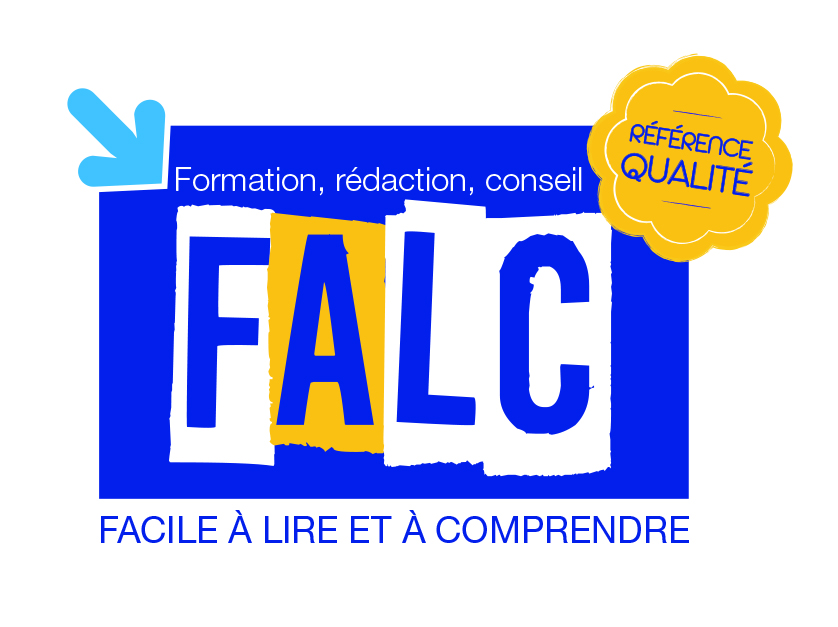 RÉFÉRENCE
QUALITÉ
Formation, rédaction, conseil
FALC
FACILE À LIRE ET À COMPRENDRE